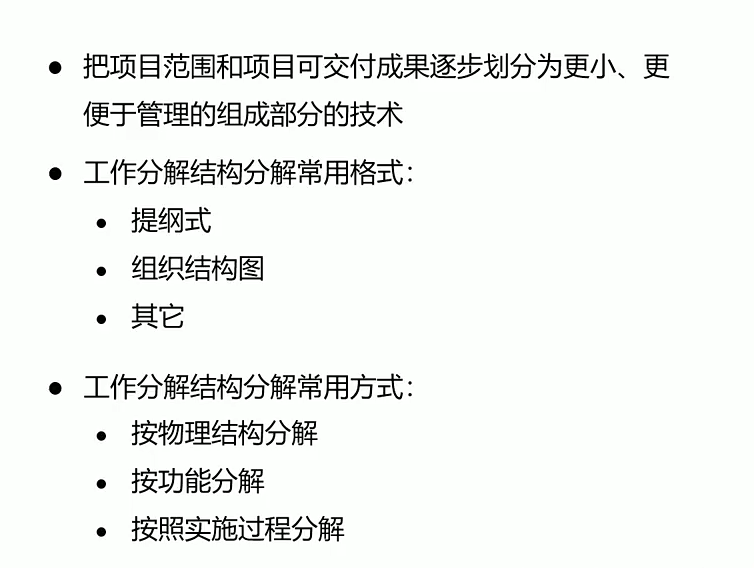 ● 把项目范围和项目可交付成果逐步划分为更小、更
便于管理的组成部分的技术
● 工作分解结构分解常用格式：
● 提纲式
● 组织结构图
● 其它
● 工作分解结构分解常用方式：
● 按物理结构分解
● 按功能分解
● 按照实施过程分解